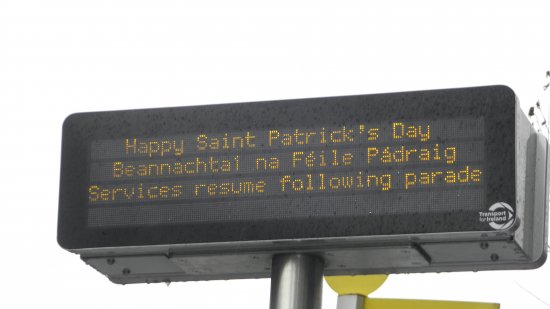 Happy Saint Patrick's Day
Beannachtaí na Féile Pádraig
Services resume following parade
Transport
for Ireland